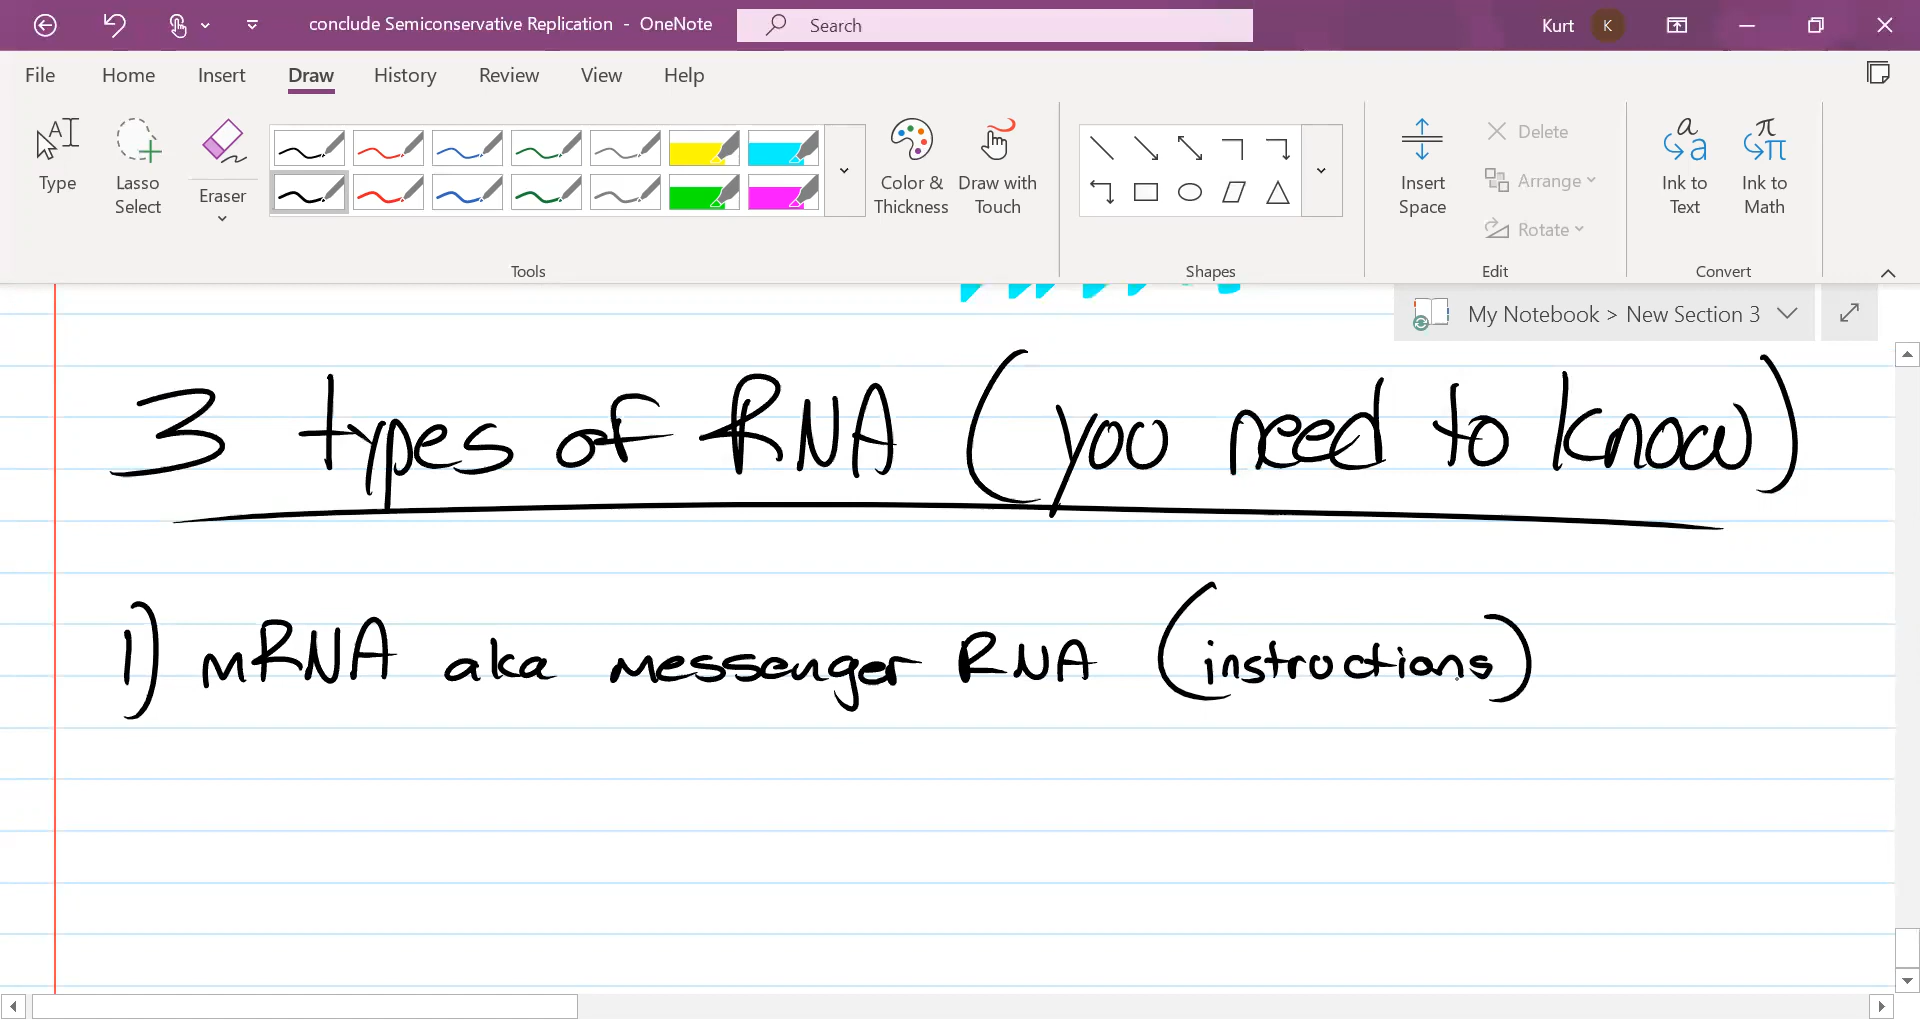 conclude Semiconservative Replication - OneNote
Search
Kurt K
File Home Insert Draw History Review View Help
Type
Lasso Select
Eraser
Color & Thickness
Draw with Touch
Insert Space
Delete
Arrange
Rotate
Ink to Text
Ink to Math
Tools
Shapes
Edit
Convert
My Notebook > New Section 3
3 types of RNA (you need to know)
1) mRNA aka messenger RNA (instructions)